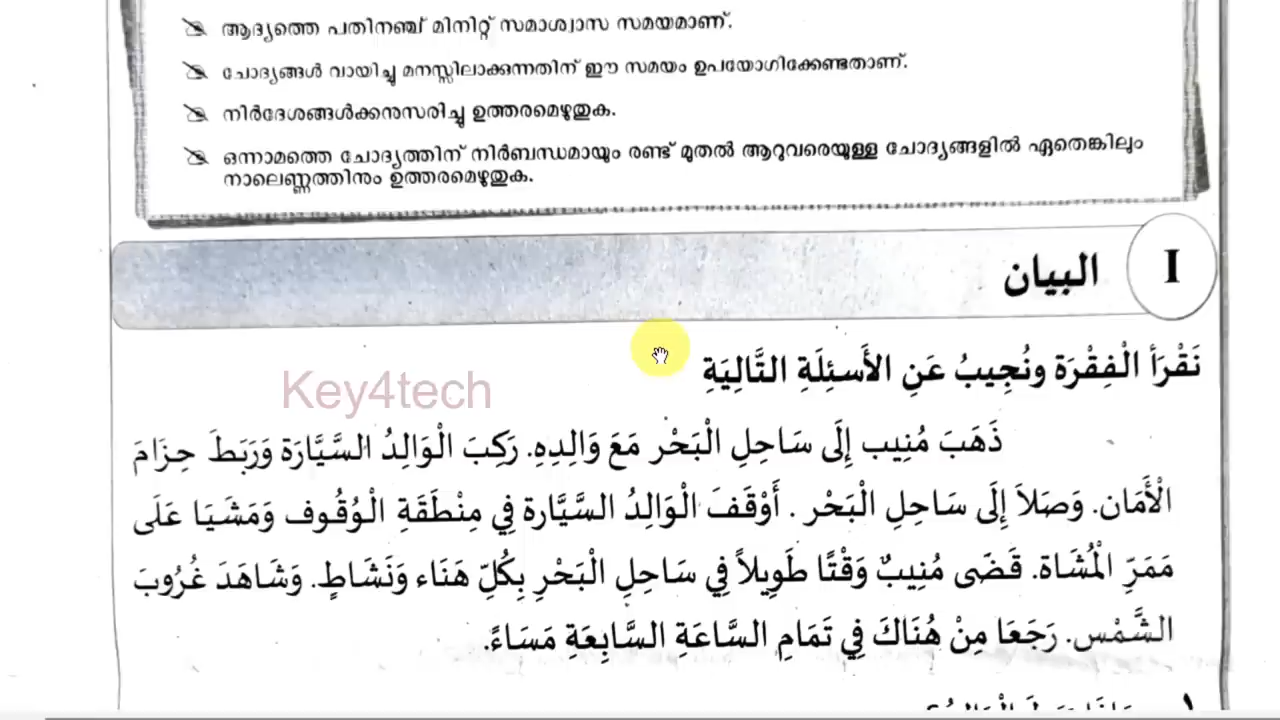 ആദ്യത്തെ പതിനഞ്ച് മിനിറ്റ് സമാശ്വാസ സമയമാണ്.
ചോദ്യങ്ങൾ വായിച്ചു മനസ്സിലാക്കുന്നതിന് ഈ സമയം ഉപയോഗിക്കേണ്ടതാണ്.
നിർദേശങ്ങൾക്കനുസരിച്ചു ഉത്തരമെഴുതുക.
ഒന്നാമത്തെ ചോദ്യത്തിന് നിർബന്ധമായും രണ്ട് മുതൽ ആറുവരെയുള്ള ചോദ്യങ്ങളിൽ ഏതെങ്കിലും
നാലെണ്ണത്തിനും ഉത്തരമെഴുതുക.
I البيان
نَقْرَأ الْفِقْرَة ونُجِيبُ عَنِ الأَسئِلَةِ التَّالِيَةِ
Key4tech
ذَهَبَ مُنِيب إِلَى سَاحِلِ الْبَحْر مَعَ وَالِدِهِ. رَكِبَ الْوَالِدُ السَّيَّارَة وَرَبَطَ حِزَامَ
الْأَمَان. وَصَلاَ إِلَى سَاحِلِ الْبَحْر . أَوْقَفَ الْوَالِدُ السَّيَّارة فِي مِنْطَقَةِ الْوُقُوف وَمَشَيَا عَلَى
مَمَرِّ الْمُشَاة. قَضَى مُنِيبٌ وَقْتًا طَوِيلاً فِي سَاحِلِ الْبَحْرِ بِكُلِّ هَنَاء وَنَشَاطٍ. وَشَاهَدَ غُرُوبَ
الشَّمْس. رَجَعَا مِنْ هُنَاكَ فِي تَمَامِ السَّاعَةِ السَّابِعَةِ مَسَاءً.